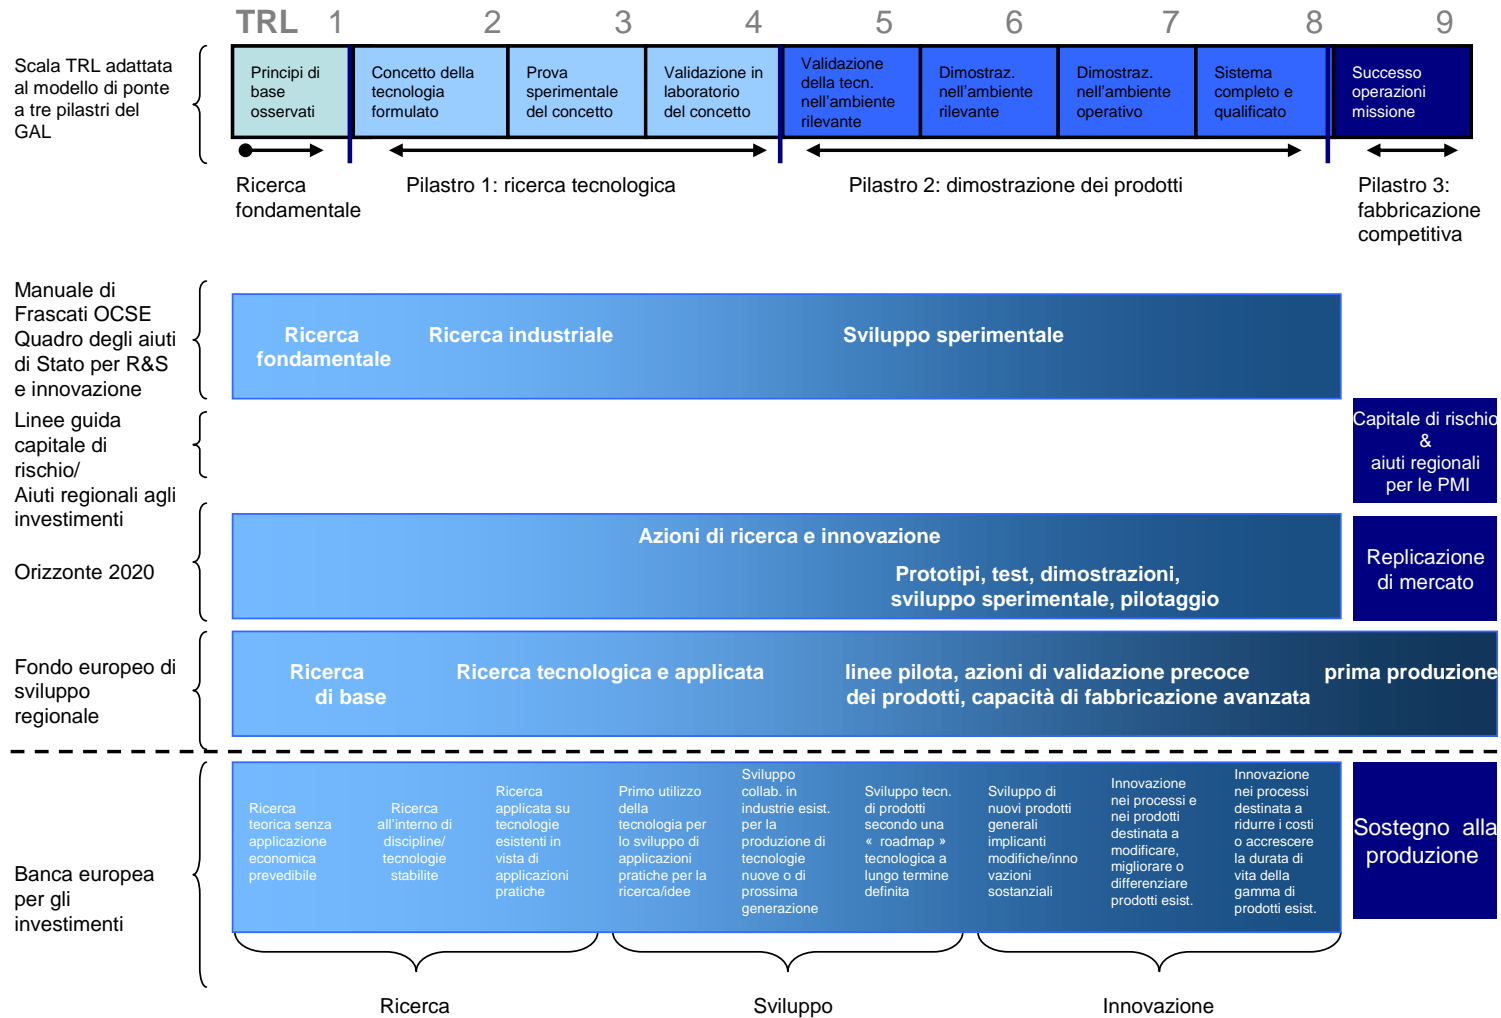 TRL 1 2 3 4 5 6 7 8 9
Scala TRL adattata
al modello di ponte
a tre pilastri del
GAL
Principi di
base
osservati
Concetto della
tecnologia
formulato
Prova
sperimentale
del concetto
Validazione in
laboratorio
del concetto
Validazione
della tecn.
nell'ambiente
rilevante
Dimostraz.
nell'ambiente
rilevante
Dimostraz.
nell'ambiente
operativo
Sistema
completo e
qualificato
Successo
operazioni
missione
Ricerca
fondamentale
Pilastro 1: ricerca tecnologica
Pilastro 2: dimostrazione dei prodotti
Pilastro 3:
fabbricazione
competitiva
Manuale di
Frascati OCSE
Quadro degli aiuti
di Stato per R&S
e innovazione
Ricerca
fondamentale
Ricerca industriale
Sviluppo sperimentale
Linee guida
capitale di
rischio/
Aiuti regionali agli
investimenti
Capitale di rischio
&
aiuti regionali
per le PMI
Orizzonte 2020
Azioni di ricerca e innovazione
Prototipi, test, dimostrazioni,
sviluppo sperimentale, pilotaggio
Replicazione
di mercato
Fondo europeo di
sviluppo
regionale
Ricerca
di base
Ricerca tecnologica e applicata
linee pilota, azioni di validazione precoce
dei prodotti, capacità di fabbricazione avanzata
prima produzione
Banca europea
per gli
investimenti
Ricerca
teorica senza
applicazione
economica
prevedibile
Ricerca
all'interno di
discipline/
tecnologie
stabilite
Ricerca
applicata su
tecnologie
esistenti in
vista di
applicazioni
pratiche
Primo utilizzo
della
tecnologia per
lo sviluppo di
applicazioni
pratiche per la
ricerca/idee
Sviluppo
collab. in
industrie esist.
per la
produzione di
tecnologie
nuove o di
prossima
generazione
Sviluppo tecn.
di prodotti
secondo una
« roadmap »
tecnologica a
lungo termine
definita
Sviluppo di
nuovi prodotti
generali
implicanti
modifiche/inno
vazioni
sostanziali
Innovazione
nei processi e
nei prodotti
destinata a
modificare,
migliorare o
differenziare
prodotti esist.
Innovazione
nei processi
destinata a
ridurre i costi
o accrescere
la durata di
vita della
gamma di
prodotti esist.
Sostegno alla
produzione
Ricerca
Sviluppo
Innovazione